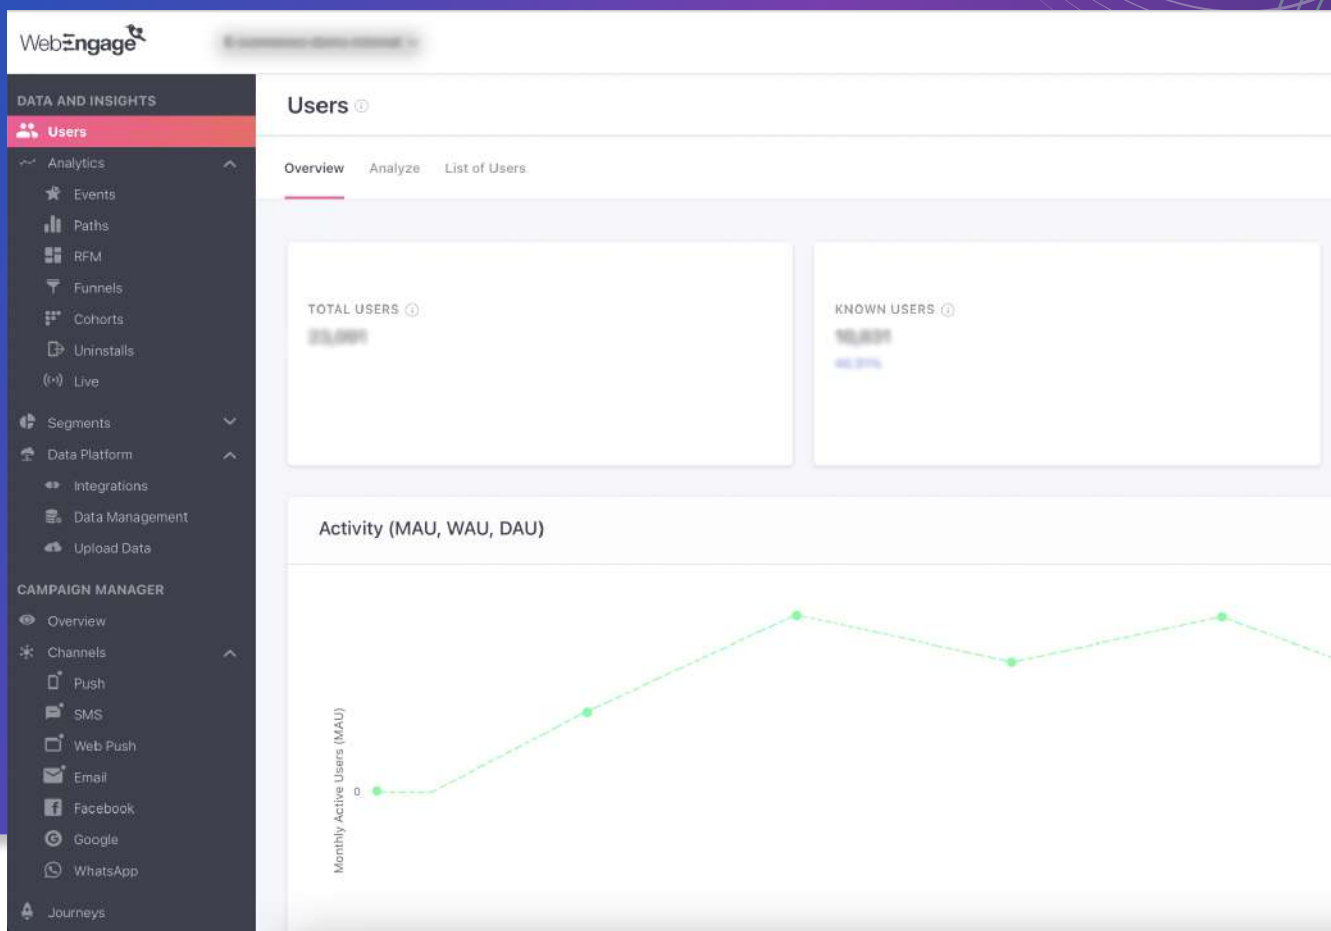 WebEngage
DATA AND INSIGHTS
Users
Analytics
Events
Paths
RFM
Funnels
Cohorts
Uninstalls
Live
Segments
Data Platform
Integrations
Data Management
Upload Data
CAMPAIGN MANAGER
Overview
Channels
Push
SMS
Web Push
Email
Facebook
Google
WhatsApp
Journeys
Users
Overview Analyze List of Users
TOTAL USERS
KNOWN USERS
Activity (MAU, WAU, DAU)
Monthly Active Users (MAU)
0